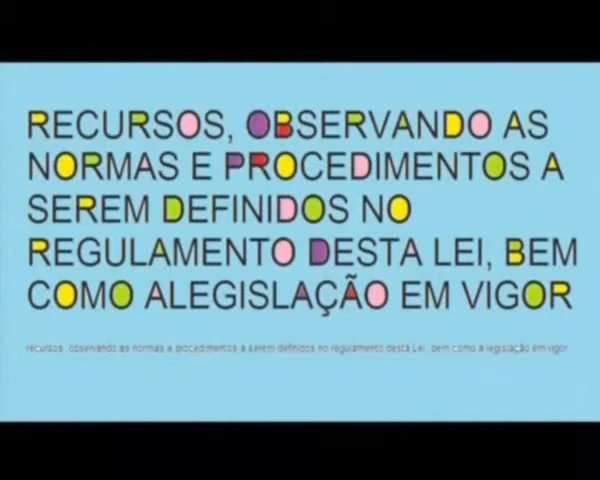 RECURSOS, OBSERVANDO AS
NORMAS E PROCEDIMENTOS A
SEREM DEFINIDOS NO
REGULAMENTO DESTA LEI, BEM
COMO ALEGISLAÇÃO EM VIGOR
recursos, observando as normas e procedimentos a serem definidos no regulamento desta Lei, bem como a legislação em vigor